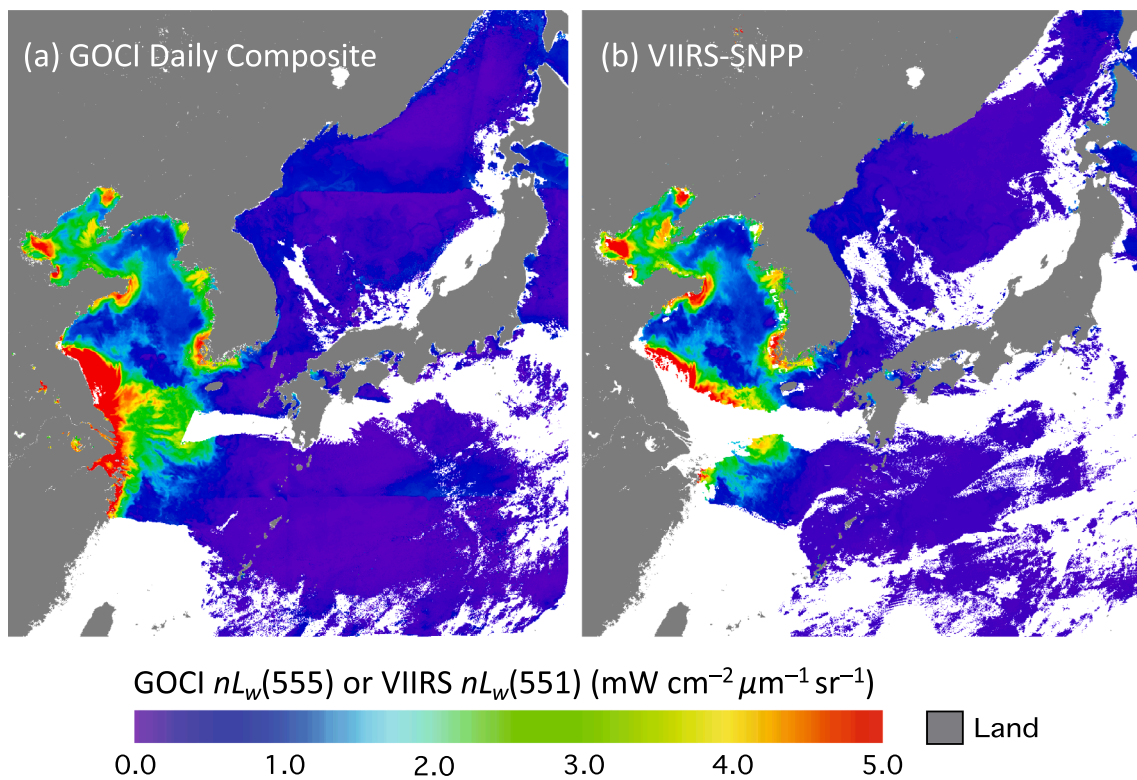 (a) GOCI Daily Composite
(b) VIIRS-SNPP
GOCI nLw(555) or VIIRS nLw(551) (mW cm⁻² μm⁻¹ sr⁻¹)
0.0 1.0 2.0 3.0 4.0 5.0
Land